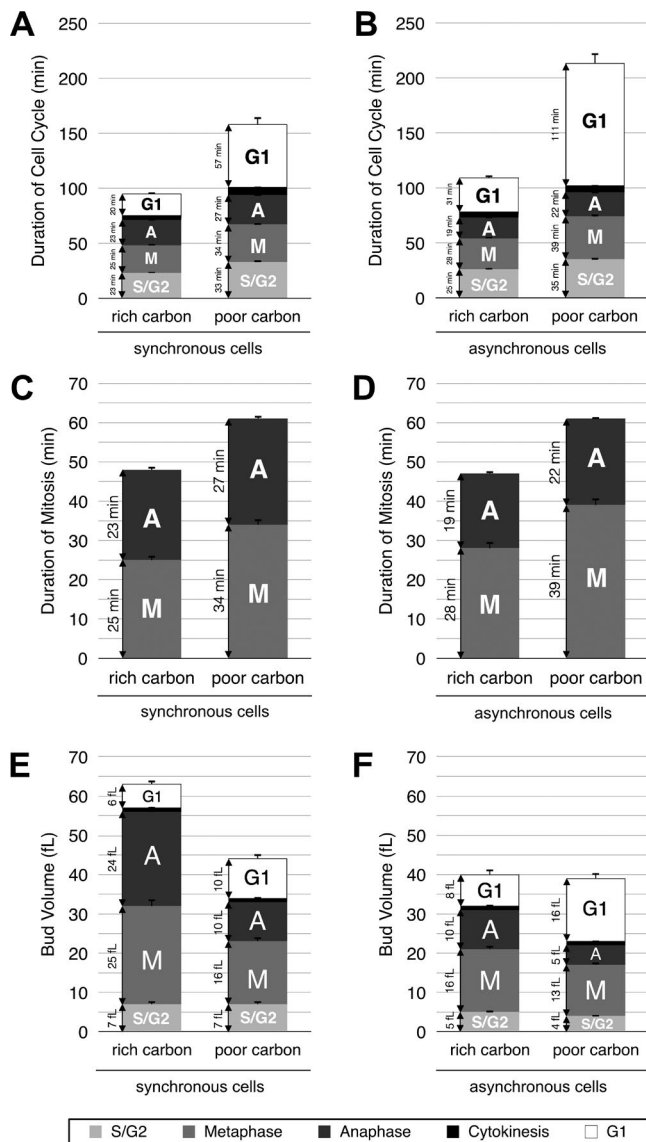 A
B
Duration of Cell Cycle (min)
250
200
150
100
50
0
20 min
23 min
25 min
23 min
G1
A
M
S/G2
57 min
27 min
34 min
33 min
G1
A
M
S/G2
rich carbon
poor carbon
synchronous cells
Duration of Cell Cycle (min)
250
200
150
100
50
0
31 min
19 min
28 min
25 min
G1
A
M
S/G2
111 min
22 min
39 min
35 min
G1
A
M
S/G2
rich carbon
poor carbon
asynchronous cells
C
D
Duration of Mitosis (min)
70
60
50
40
30
20
10
0
23 min
25 min
A
M
27 min
34 min
A
M
rich carbon
poor carbon
synchronous cells
Duration of Mitosis (min)
70
60
50
40
30
20
10
0
19 min
28 min
A
M
22 min
39 min
A
M
rich carbon
poor carbon
asynchronous cells
E
F
Bud Volume (fL)
70
60
50
40
30
20
10
0
6 fL
24 fL
25 fL
7 fL
G1
A
M
S/G2
10 fL
10 fL
16 fL
7 fL
G1
A
M
S/G2
rich carbon
poor carbon
synchronous cells
Bud Volume (fL)
70
60
50
40
30
20
10
0
8 fL
10 fL
16 fL
5 fL
G1
A
M
S/G2
16 fL
5 fL
13 fL
4 fL
G1
A
M
S/G2
rich carbon
poor carbon
asynchronous cells
S/G2 Metaphase Anaphase Cytokinesis G1